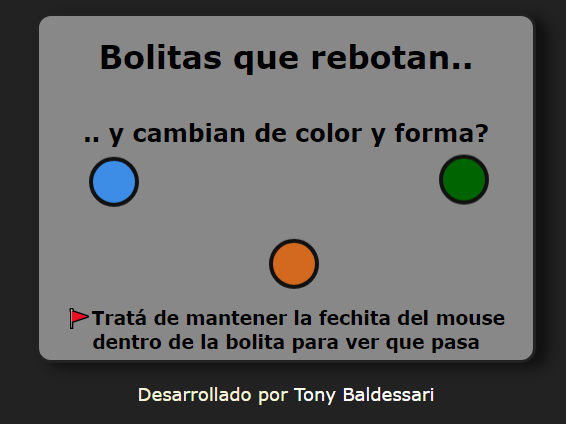 Bolitas que rebotan..
.. y cambian de color y forma?
Tratá de mantener la fechita del mouse
dentro de la bolita para ver que pasa
Desarrollado por Tony Baldessari